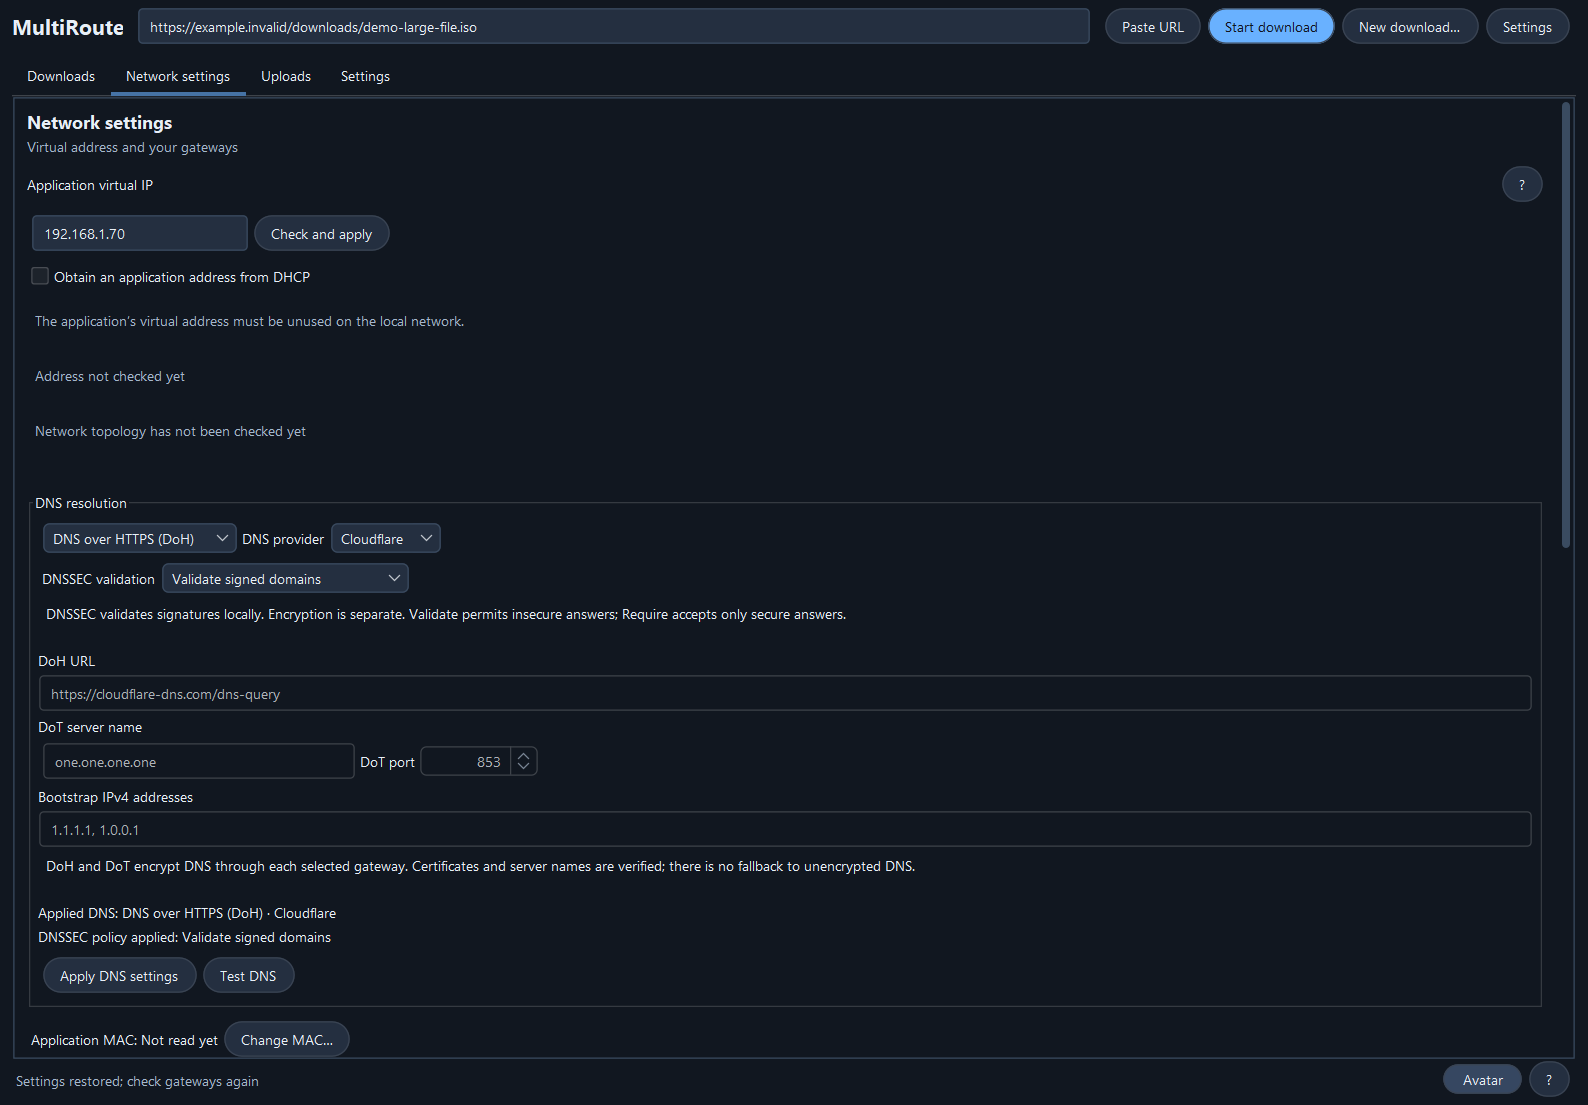 MultiRoute
https://example.invalid/downloads/demo-large-file.iso
Paste URL
Start download
New download...
Settings
Downloads
Network settings
Uploads
Settings
Network settings
Virtual address and your gateways
Application virtual IP
?
192.168.1.70
Check and apply
Obtain an application address from DHCP
The application's virtual address must be unused on the local network.
Address not checked yet
Network topology has not been checked yet
DNS resolution
DNS over HTTPS (DoH)
DNS provider
Cloudflare
DNSSEC validation
Validate signed domains
DNSSEC validates signatures locally. Encryption is separate. Validate permits insecure answers; Require accepts only secure answers.
DoH URL
https://cloudflare-dns.com/dns-query
DoT server name
one.one.one.one
DoT port
853
Bootstrap IPv4 addresses
1.1.1.1, 1.0.0.1
DoH and DoT encrypt DNS through each selected gateway. Certificates and server names are verified; there is no fallback to unencrypted DNS.
Applied DNS: DNS over HTTPS (DoH) · Cloudflare
DNSSEC policy applied: Validate signed domains
Apply DNS settings
Test DNS
Application MAC: Not read yet
Change MAC...
Settings restored; check gateways again
Avatar
?